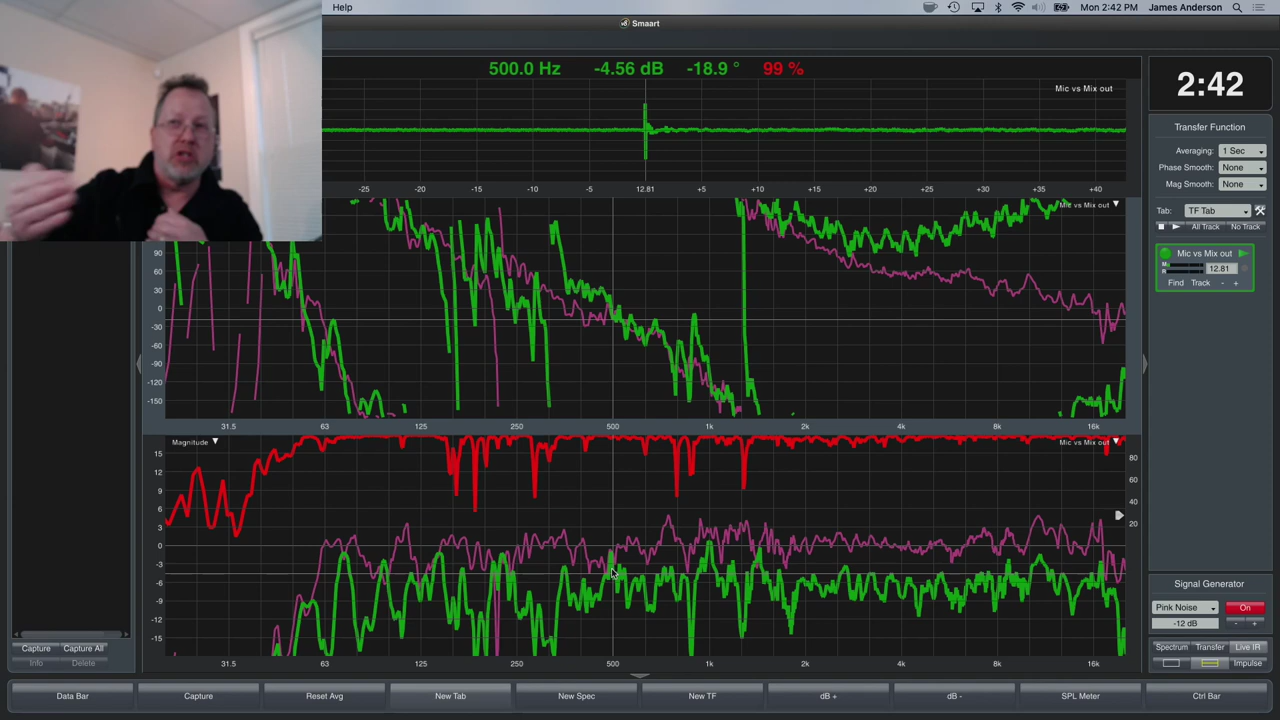 Help
Mon 2:42 PM James Anderson
Smaart
500.0 Hz -4.56 dB -18.9 ° 99 %
Mic vs Mix out
-25 -20 -15 -10 -5 12.81 +5 +10 +15 +20 +25 +30 +35 +40
Mic vs Mix out
90
60
30
0
-30
-60
-90
-120
-150
31.5 63 125 250 500 1k 2k 4k 8k 16k
Magnitude
Mic vs Mix out
15
12
9
6
3
0
-3
-6
-9
-12
-15
80
60
40
20
31.5 63 125 250 500 1k 2k 4k 8k 16k
2:42
Transfer Function
Averaging: 1 Sec
Phase Smooth: None
Mag Smooth: None
Tab: TF Tab
All Track No Track
Mic vs Mix out
M
R
12.81
Find Track - +
Signal Generator
Pink Noise On
-12 dB - +
Spectrum Transfer Live IR
Impulse
Capture Capture All
Info Delete
Data Bar Capture Reset Avg New Tab New Spec New TF dB + dB - SPL Meter Ctrl Bar